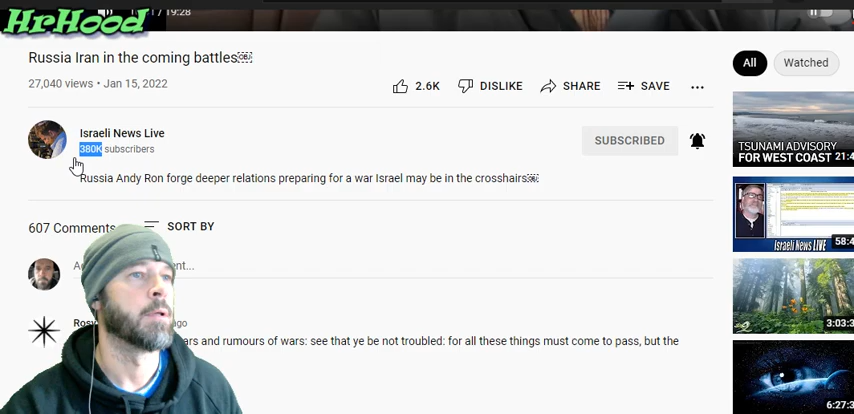 HrHood
/ 19:28
Russia Iran in the coming battles￼
27,040 views • Jan 15, 2022
2.6K
DISLIKE
SHARE
SAVE
All
Watched
Israeli News Live
380K subscribers
SUBSCRIBED
Russia Andy Ron forge deeper relations preparing for a war Israel may be in the crosshairs￼
607 Comments
SORT BY
ago
and rumours of wars: see that ye be not troubled: for all these things must come to pass, but the
TSUNAMI ADVISORY
FOR WEST COAST
Israeli News LIVE
3:03:3
6:27:3